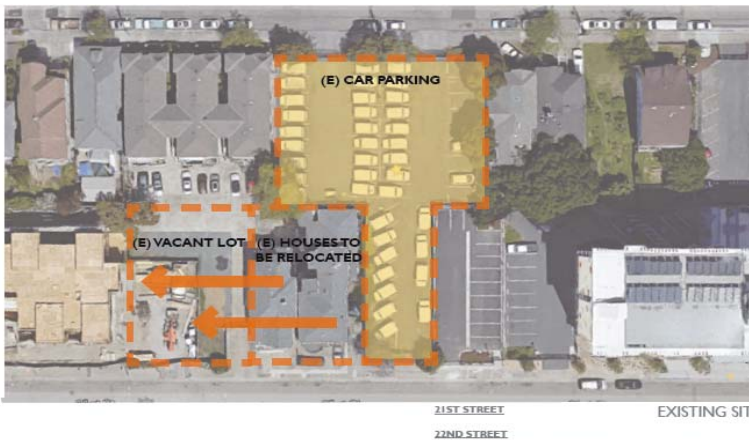 (E) CAR PARKING
(E) VACANT LOT
(E) HOUSES TO
BE RELOCATED
21ST STREET
EXISTING SIT
22ND STREET